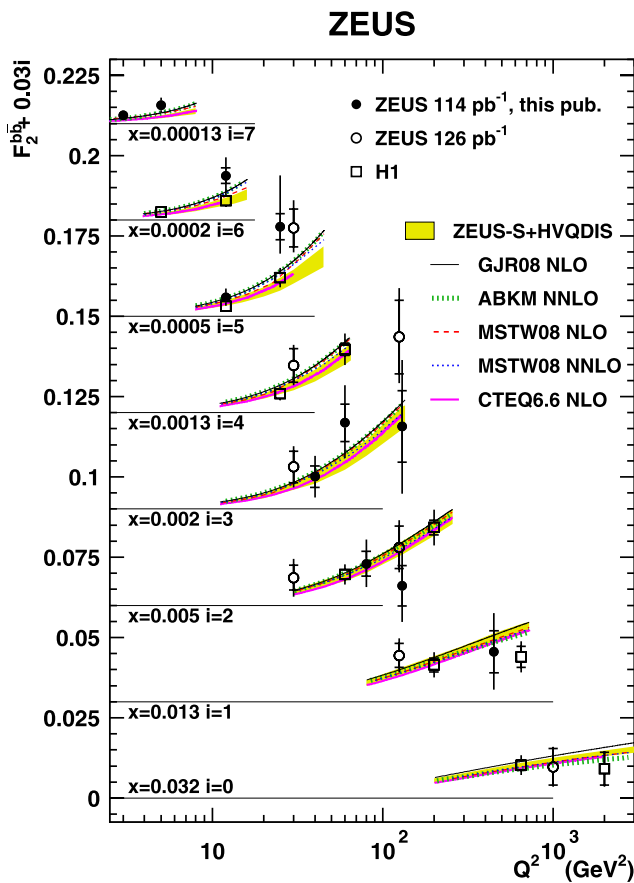 ZEUS
F₂^bb̄ + 0.03i
0.225
0.2
0.175
0.15
0.125
0.1
0.075
0.05
0.025
0
ZEUS 114 pb⁻¹, this pub.
ZEUS 126 pb⁻¹
H1
ZEUS-S+HVQDIS
GJR08 NLO
ABKM NNLO
MSTW08 NLO
MSTW08 NNLO
CTEQ6.6 NLO
x=0.00013 i=7
x=0.0002 i=6
x=0.0005 i=5
x=0.0013 i=4
x=0.002 i=3
x=0.005 i=2
x=0.013 i=1
x=0.032 i=0
10
10²
10³
Q² (GeV²)